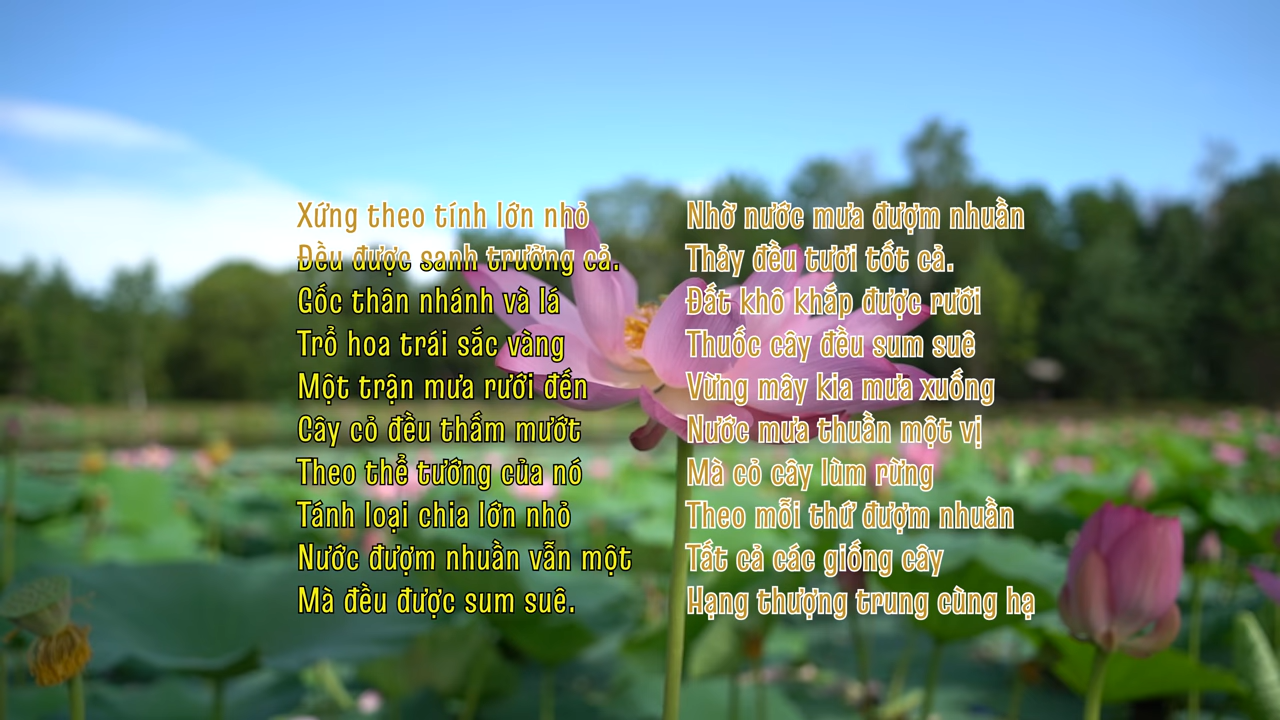 Xứng theo tính lớn nhỏ
Đều được sanh trưởng cả.
Gốc thân nhánh và lá
Trổ hoa trái sắc vàng
Một trận mưa rưới đến
Cây cỏ đều thấm mướt
Theo thể tướng của nó
Tánh loại chia lớn nhỏ
Nước đượm nhuần vẫn một
Mà đều được sum suê.
Nhờ nước mưa đượm nhuần
Thảy đều tươi tốt cả.
Đất khô khắp được rưới
Thuốc cây đều sum suê
Vừng mây kia mưa xuống
Nước mưa thuần một vị
Mà cỏ cây lùm rừng
Theo mỗi thứ đượm nhuần
Tất cả các giống cây
Hạng thượng trung cùng hạ